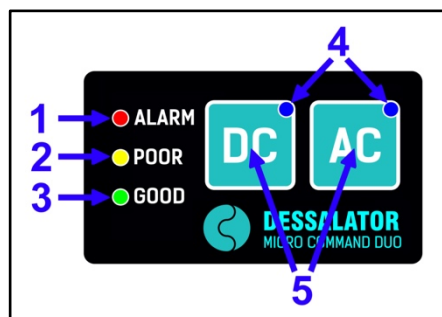 4
1 ALARM DC AC
2 POOR
3 GOOD
DESSALATOR
MICRO COMMAND DUO
5